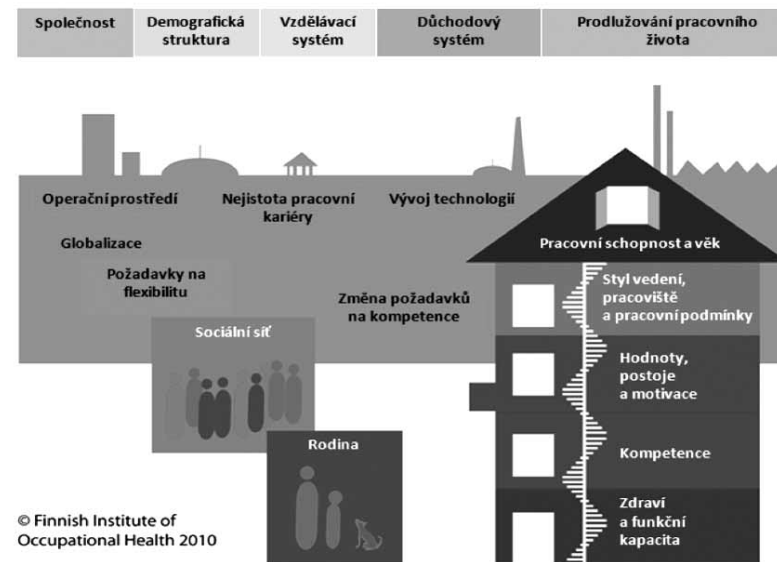 Společnost
Demografická
struktura
Vzdělávací
systém
Důchodový
systém
Prodlužování pracovního
života
Operační prostředí
Nejistota pracovní
kariéry
Vývoj technologií
Globalizace
Požadavky na
flexibilitu
Změna požadavků
na kompetence
Sociální síť
Rodina
Pracovní schopnost a věk
Styl vedení,
pracoviště
a pracovní podmínky
Hodnoty,
postoje
a motivace
Kompetence
Zdraví
a funkční
kapacita
© Finnish Institute of
Occupational Health 2010